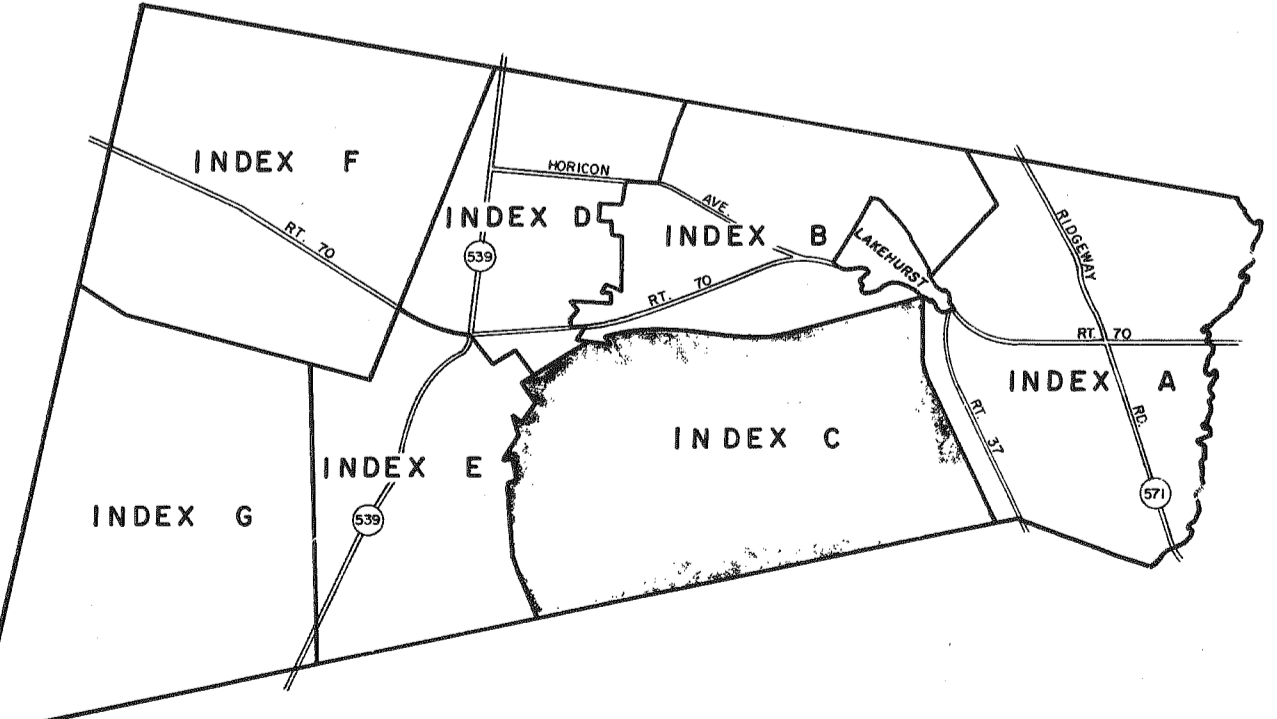 INDEX F
HORICON
AVE.
INDEX D
INDEX B
LAKEHURST
RIDGEWAY
RT. 70
539
RT. 70
RT. 70
INDEX A
RT. 37
RD.
INDEX C
INDEX E
INDEX G
539
571